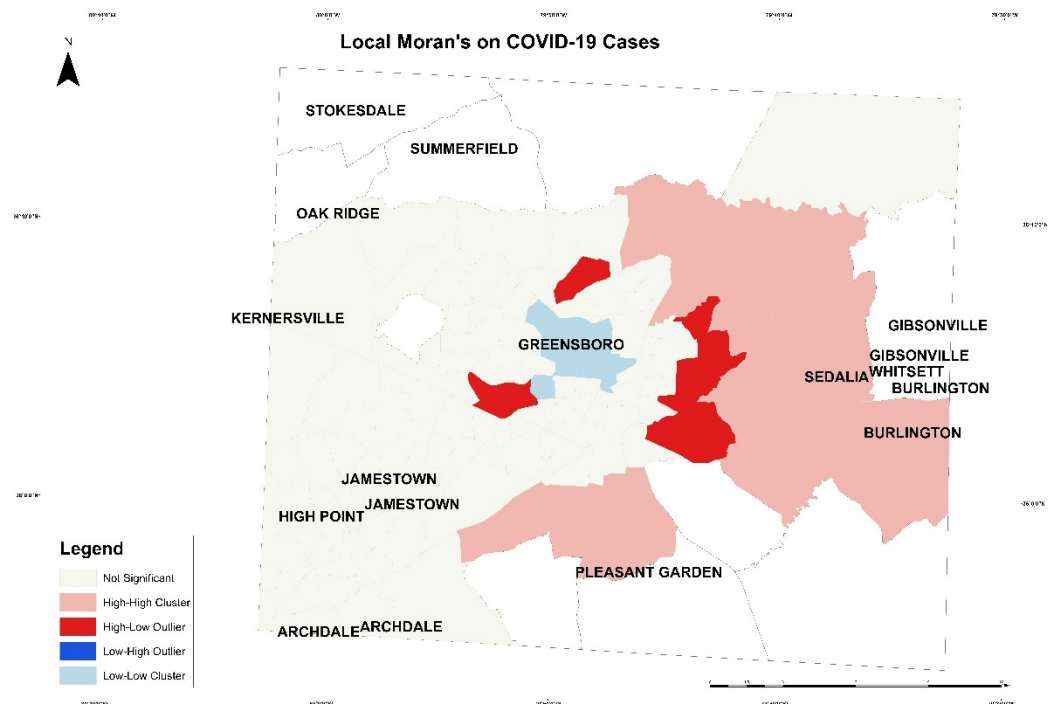 Local Moran's on COVID-19 Cases
N
STOKESDALE
SUMMERFIELD
OAK RIDGE
KERNERSVILLE
GREENSBORO
GIBSONVILLE
GIBSONVILLE
WHITSETT
SEDALIA
BURLINGTON
BURLINGTON
JAMESTOWN
JAMESTOWN
HIGH POINT
PLEASANT GARDEN
ARCHDALE
ARCHDALE
Legend
Not Significant
High-High Cluster
High-Low Outlier
Low-High Outlier
Low-Low Cluster